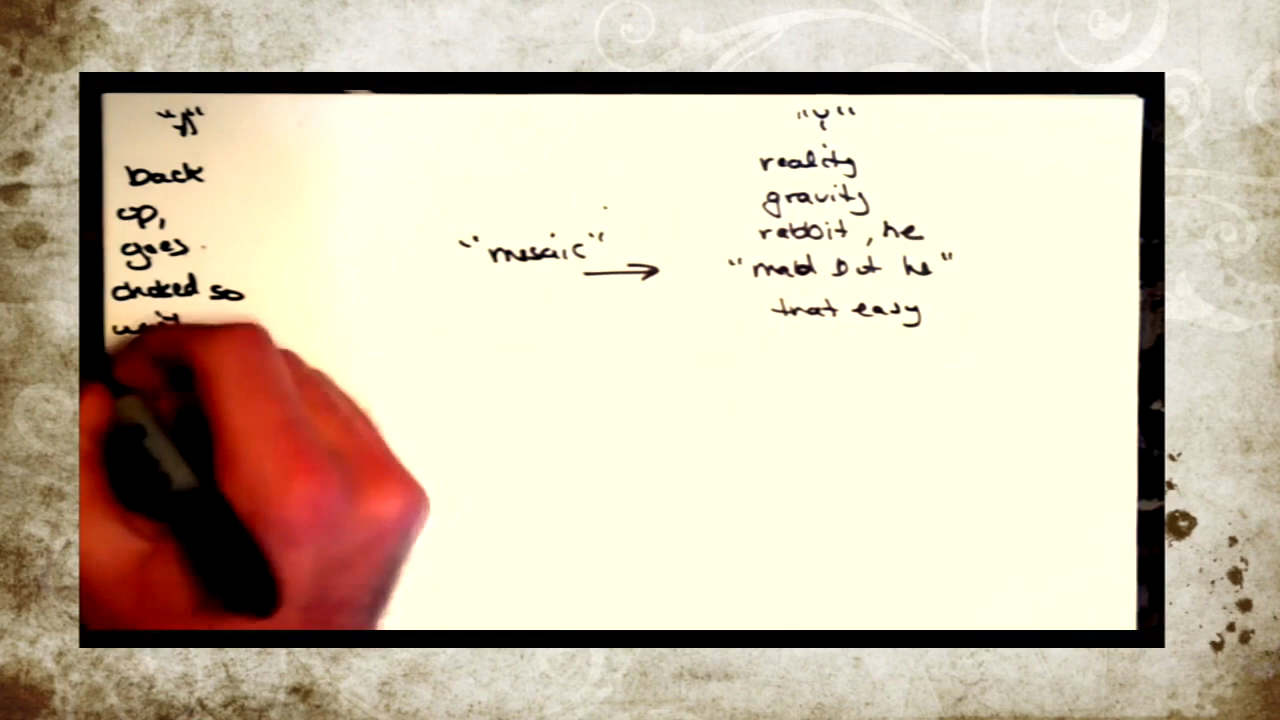 "A" "Y"
back reality
up, gravity
goes rabbit, he
choked so "mad but he"
that easy
"mosaic" →